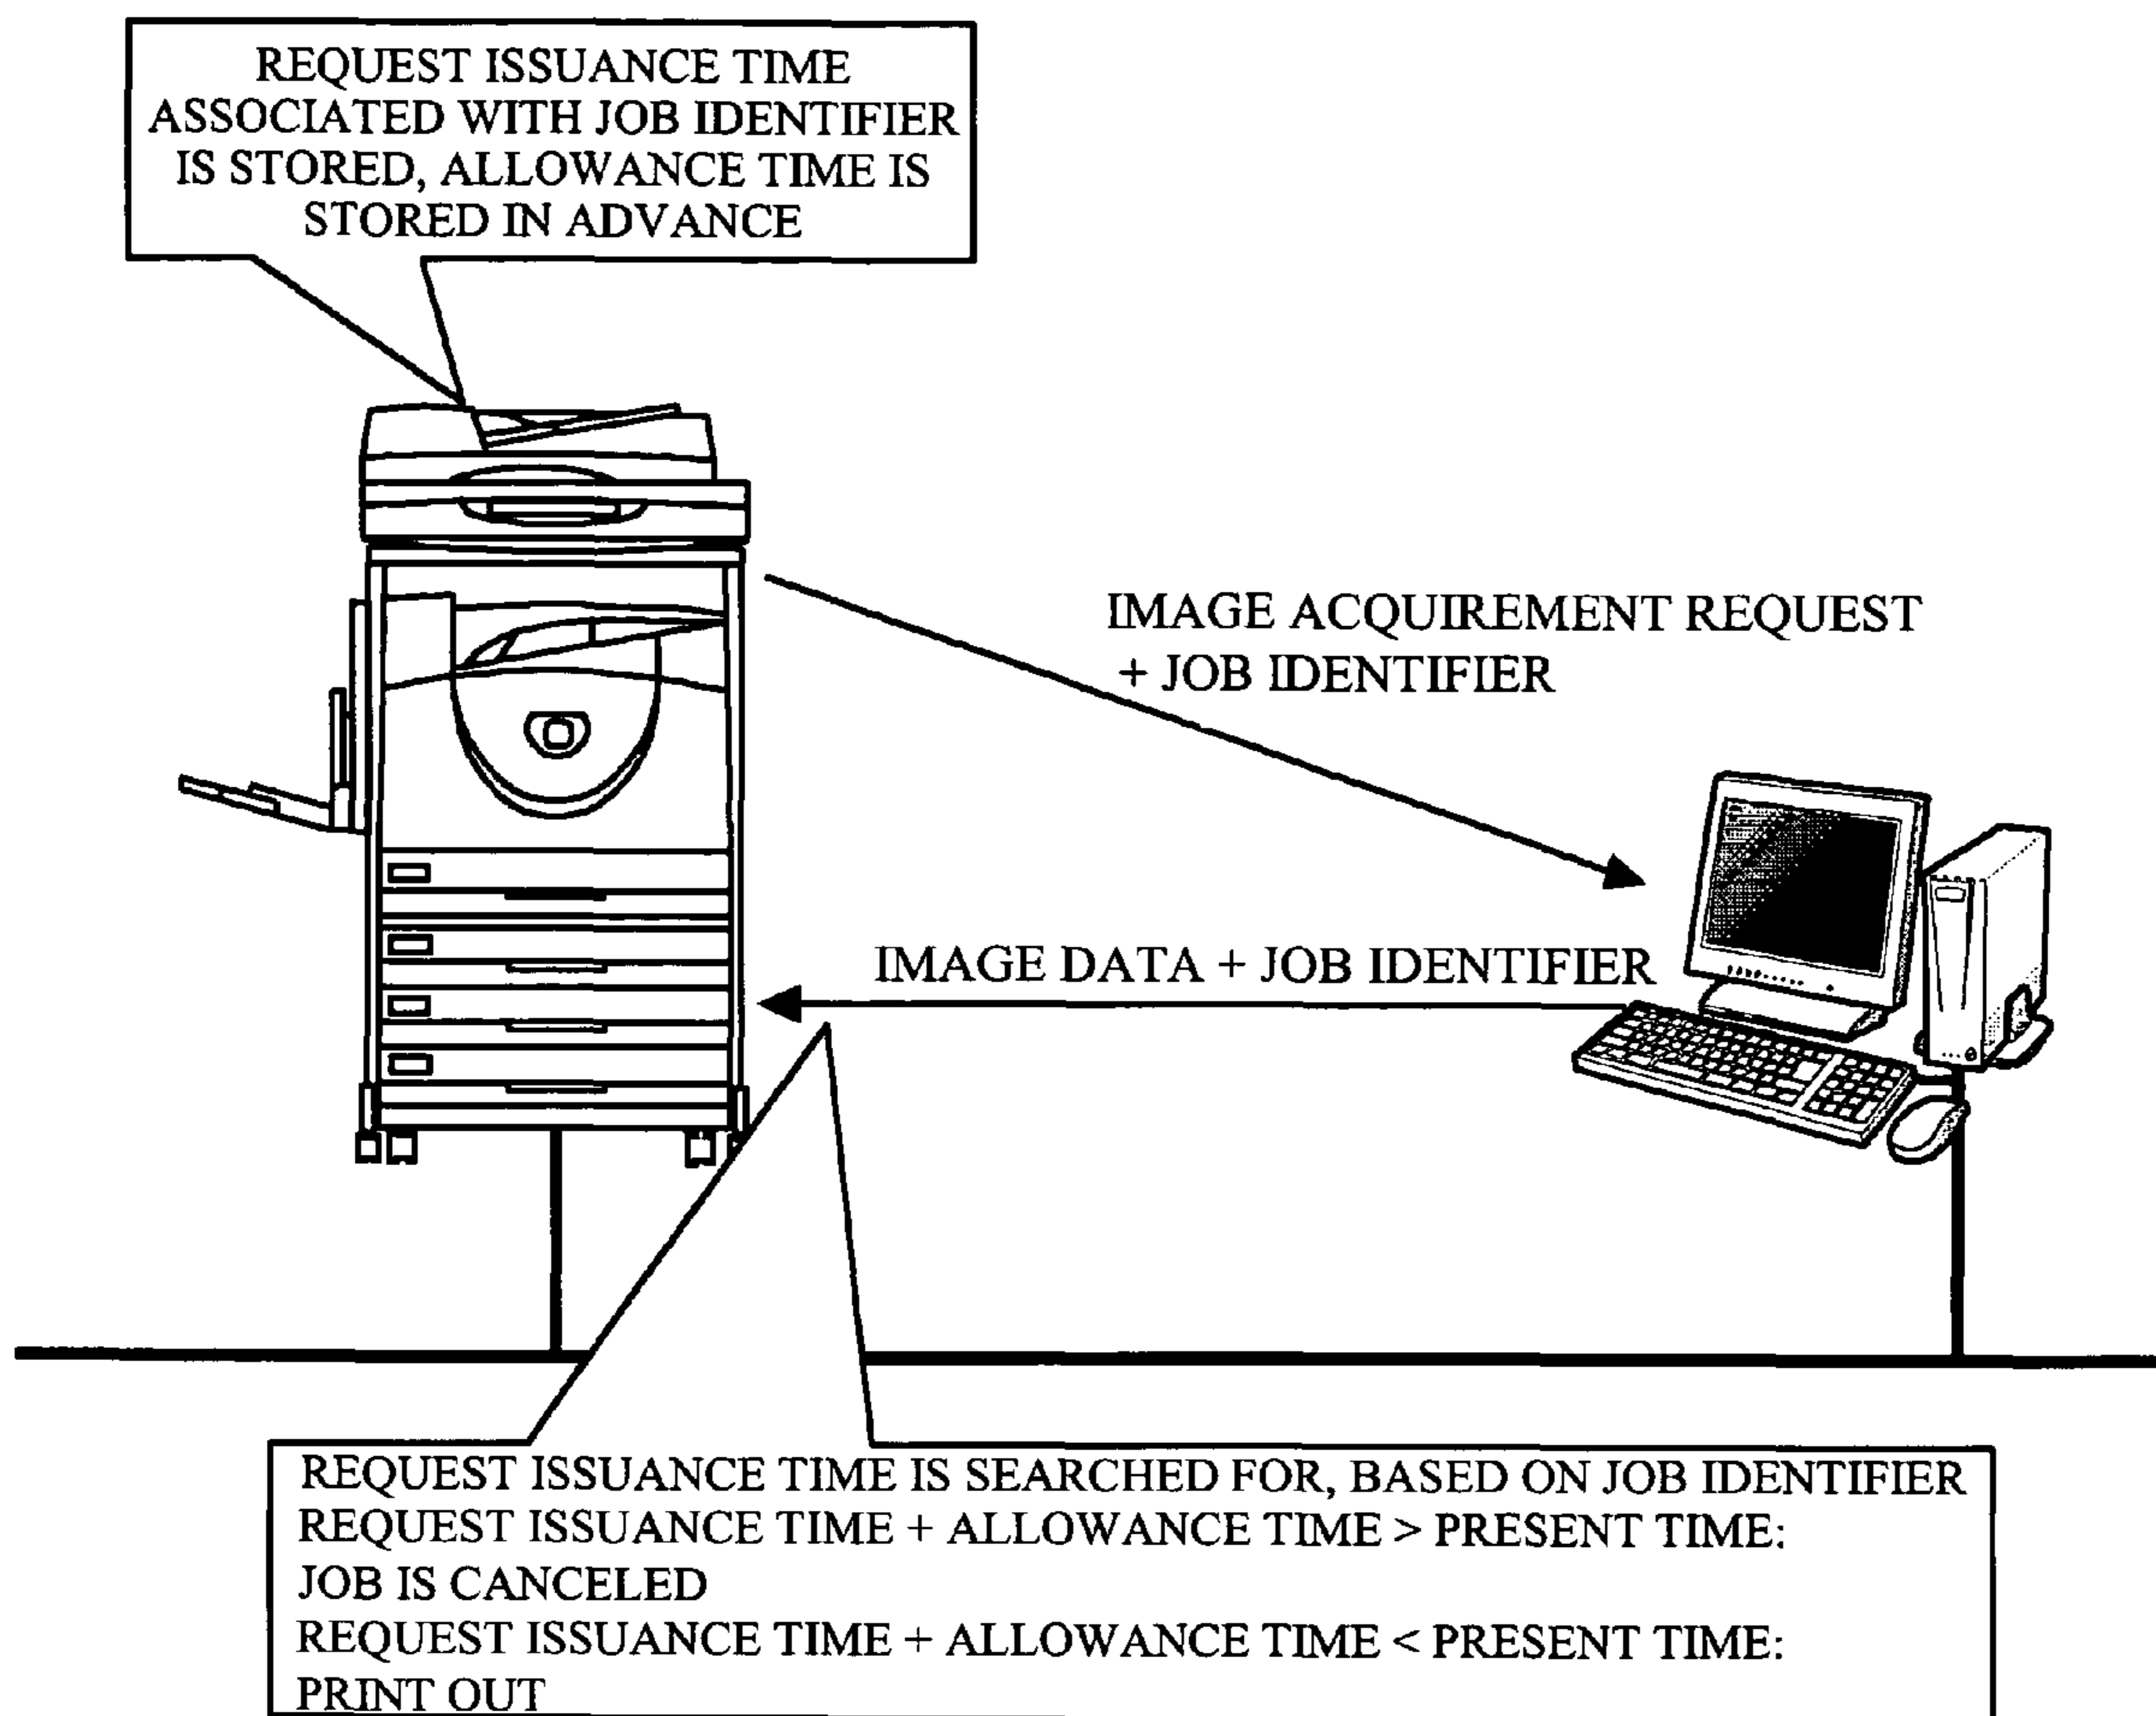 REQUEST ISSUANCE TIME
ASSOCIATED WITH JOB IDENTIFIER
IS STORED, ALLOWANCE TIME IS
STORED IN ADVANCE
IMAGE ACQUIREMENT REQUEST
+ JOB IDENTIFIER
IMAGE DATA + JOB IDENTIFIER
REQUEST ISSUANCE TIME IS SEARCHED FOR, BASED ON JOB IDENTIFIER
REQUEST ISSUANCE TIME + ALLOWANCE TIME > PRESENT TIME:
JOB IS CANCELED
REQUEST ISSUANCE TIME + ALLOWANCE TIME < PRESENT TIME:
PRINT OUT